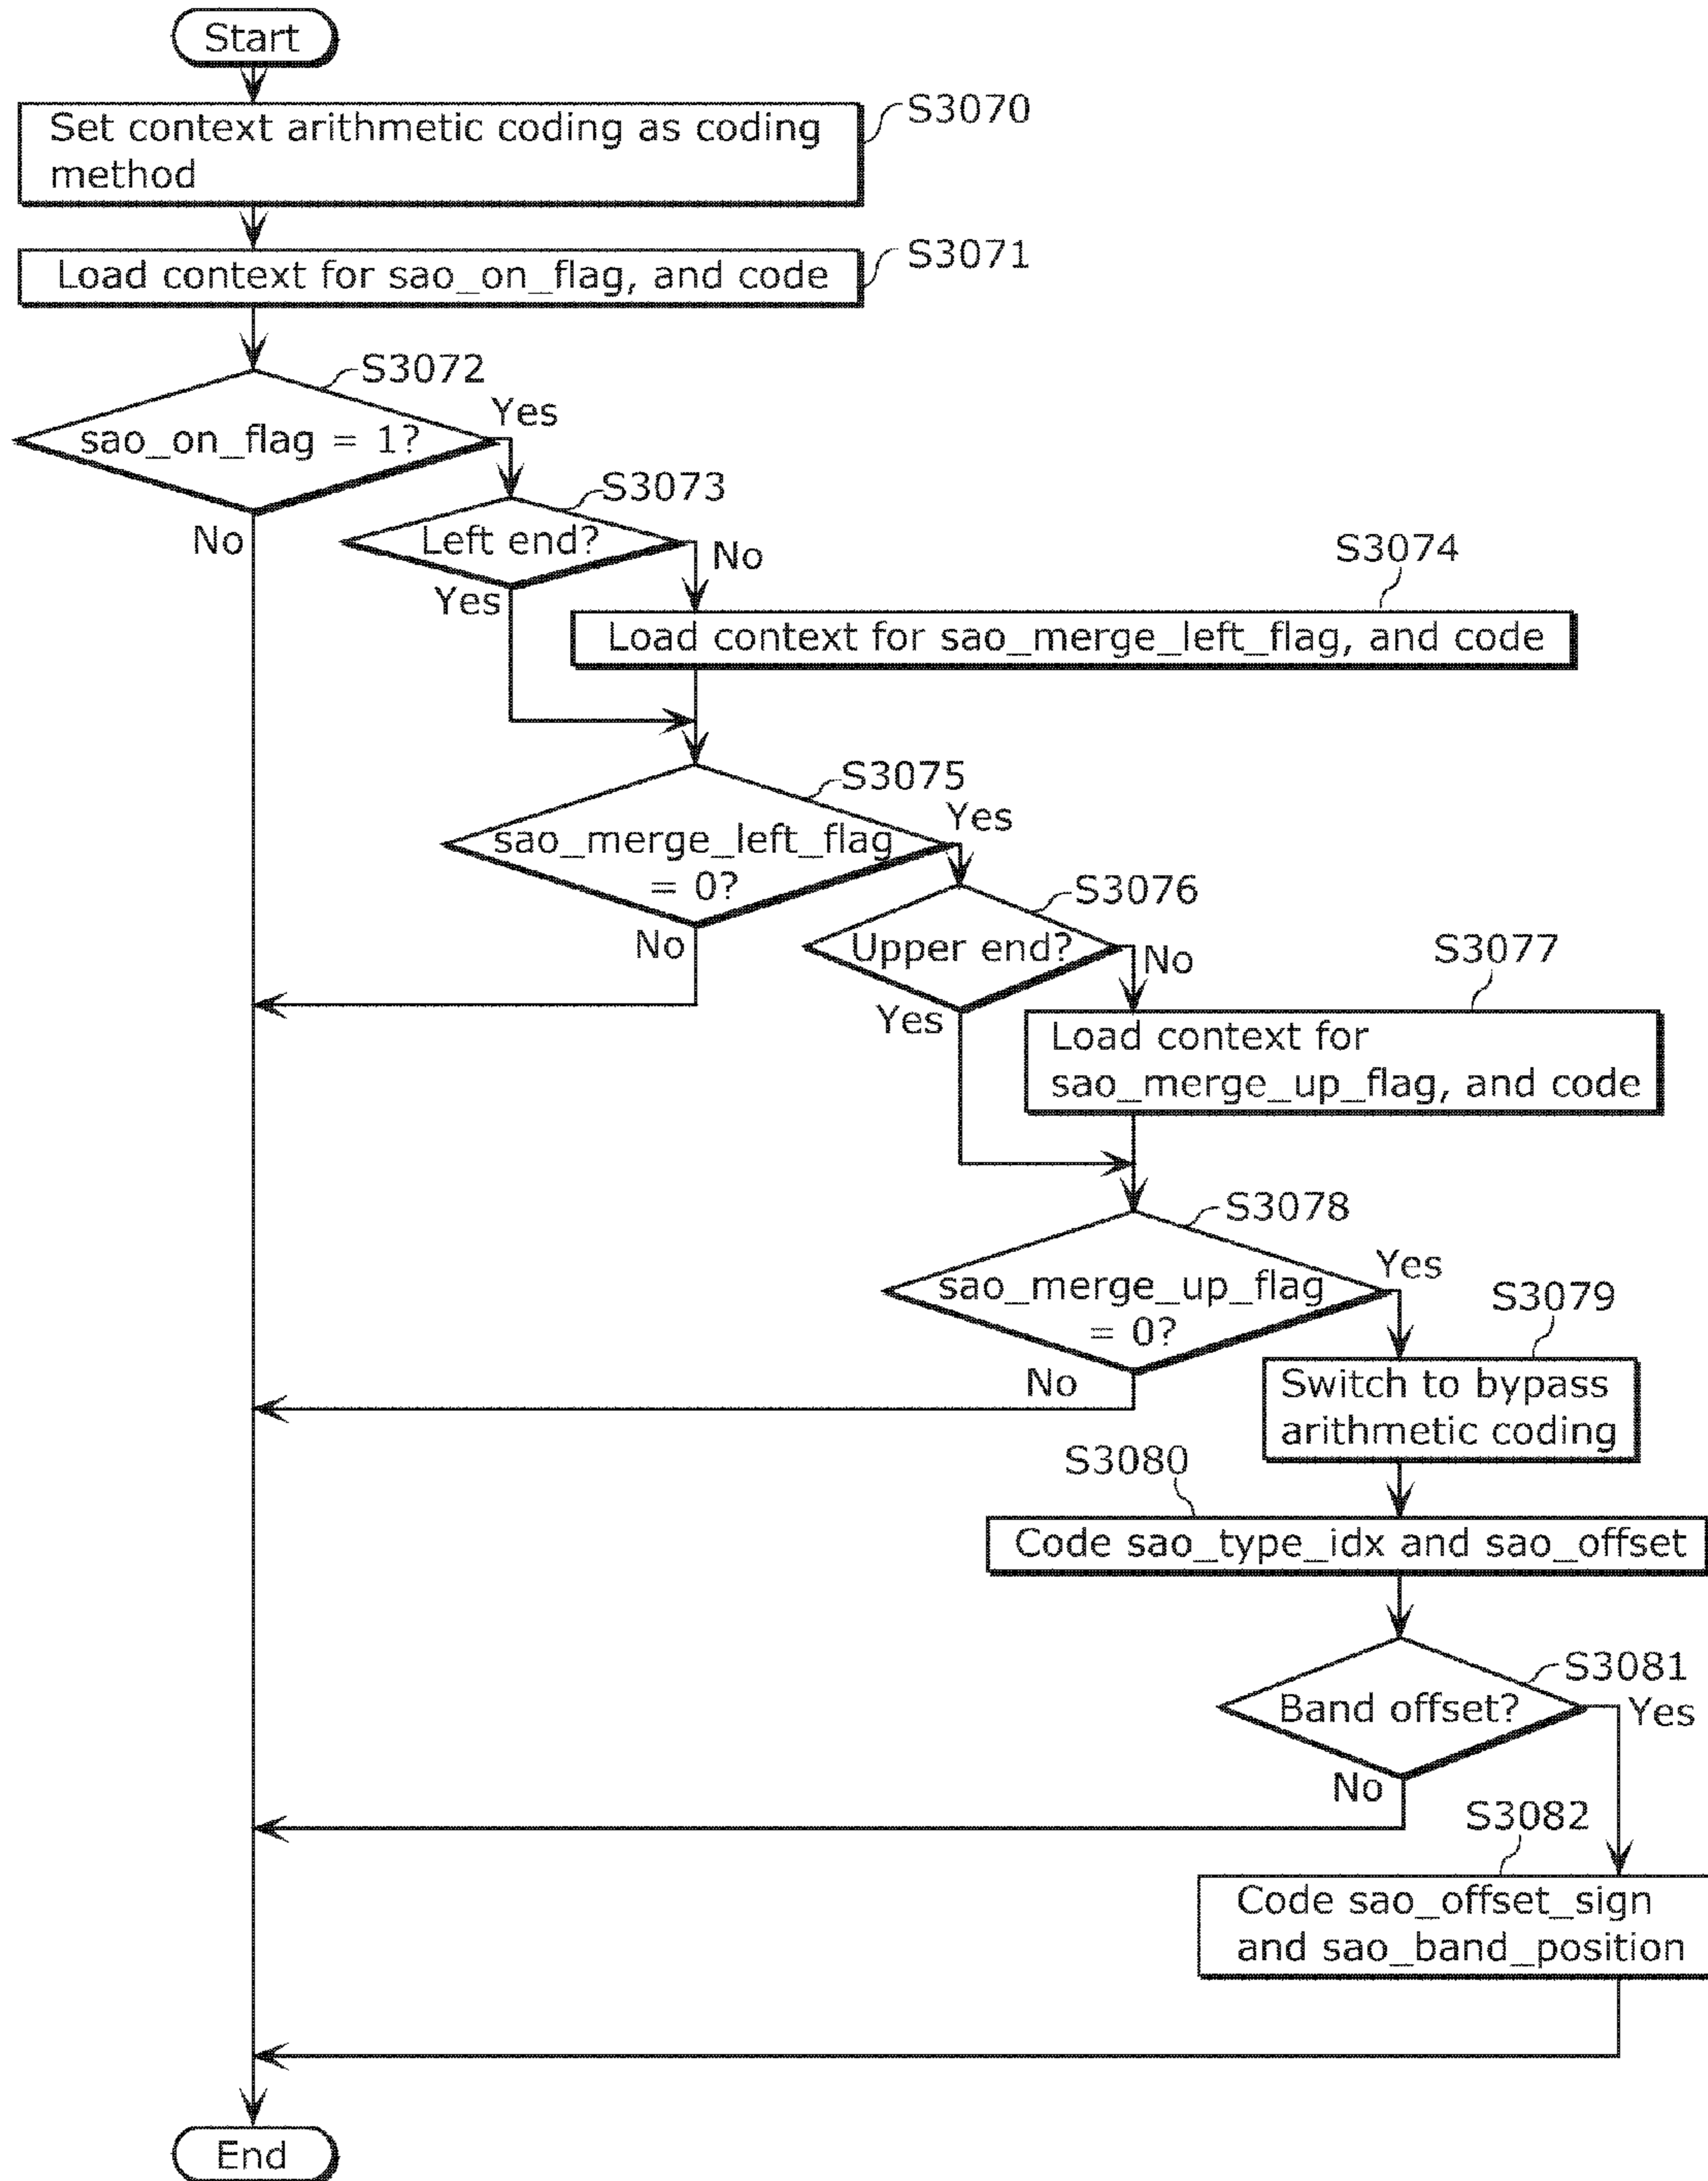 Start
S3070
Set context arithmetic coding as coding
method
S3071
Load context for sao_on_flag, and code
S3072
sao_on_flag = 1?
Yes
No
S3073
Left end?
No
Yes
S3074
Load context for sao_merge_left_flag, and code
S3075
sao_merge_left_flag
= 0?
Yes
No
S3076
Upper end?
No
Yes
S3077
Load context for
sao_merge_up_flag, and code
S3078
sao_merge_up_flag
= 0?
Yes
No
S3079
Switch to bypass
arithmetic coding
S3080
Code sao_type_idx and sao_offset
S3081
Band offset?
Yes
No
S3082
Code sao_offset_sign
and sao_band_position
End